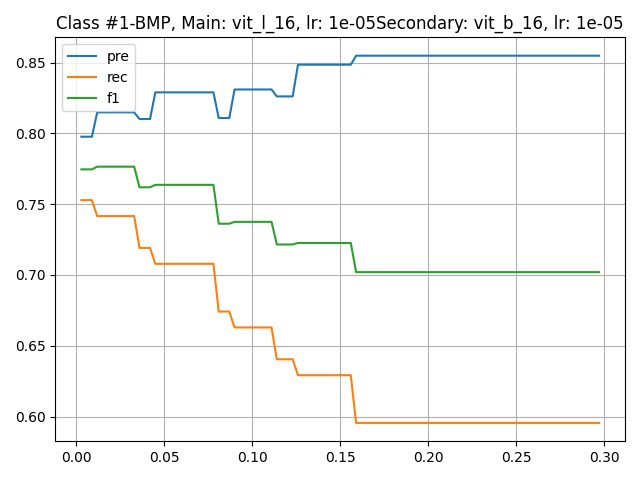 Class #1-BMP, Main: vit_l_16, lr: 1e-05Secondary: vit_b_16, lr: 1e-05
pre
rec
f1
0.85
0.80
0.75
0.70
0.65
0.60
0.00 0.05 0.10 0.15 0.20 0.25 0.30